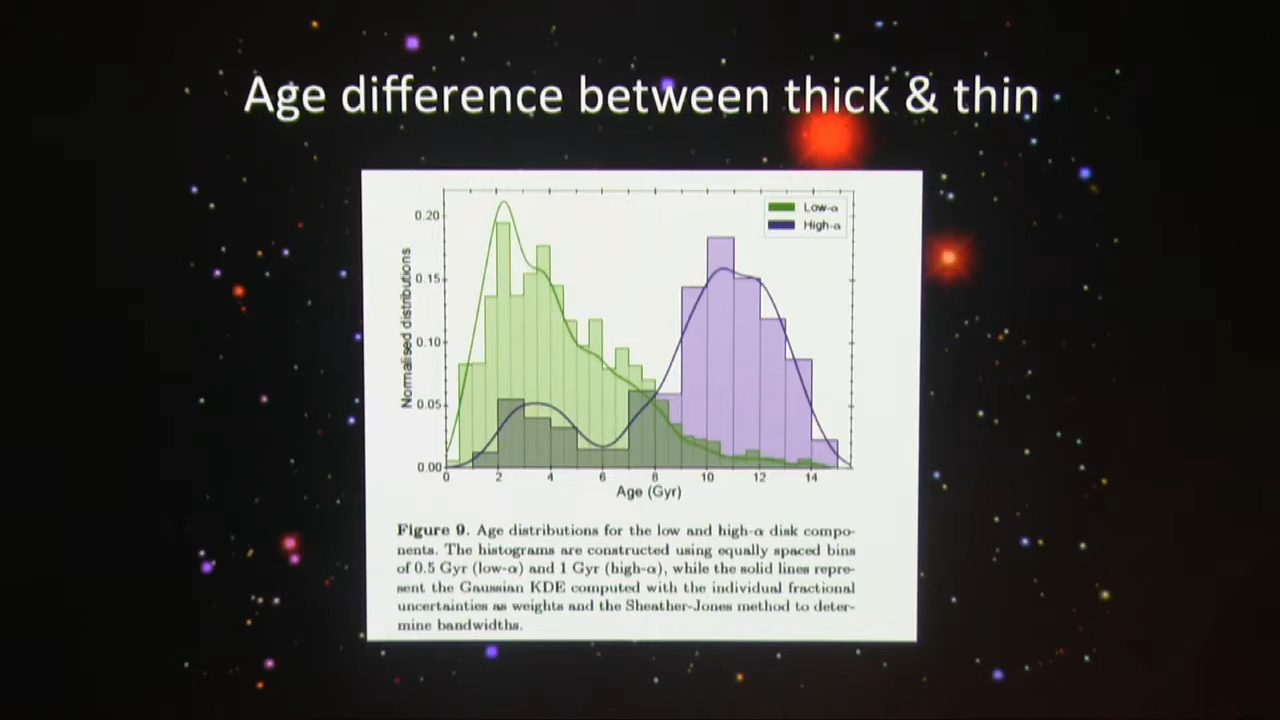 Age difference between thick & thin
Low-α
High-α
Normalised distributions
0.20
0.15
0.10
0.05
0.00
0 2 4 6 8 10 12 14
Age (Gyr)
Figure 9. Age distributions for the low and high-α disk compo-
nents. The histograms are constructed using equally spaced bins
of 0.5 Gyr (low-α) and 1 Gyr (high-α), while the solid lines repre-
sent the Gaussian KDE computed with the individual fractional
uncertainties as weights and the Sheather-Jones method to deter-
mine bandwidths.